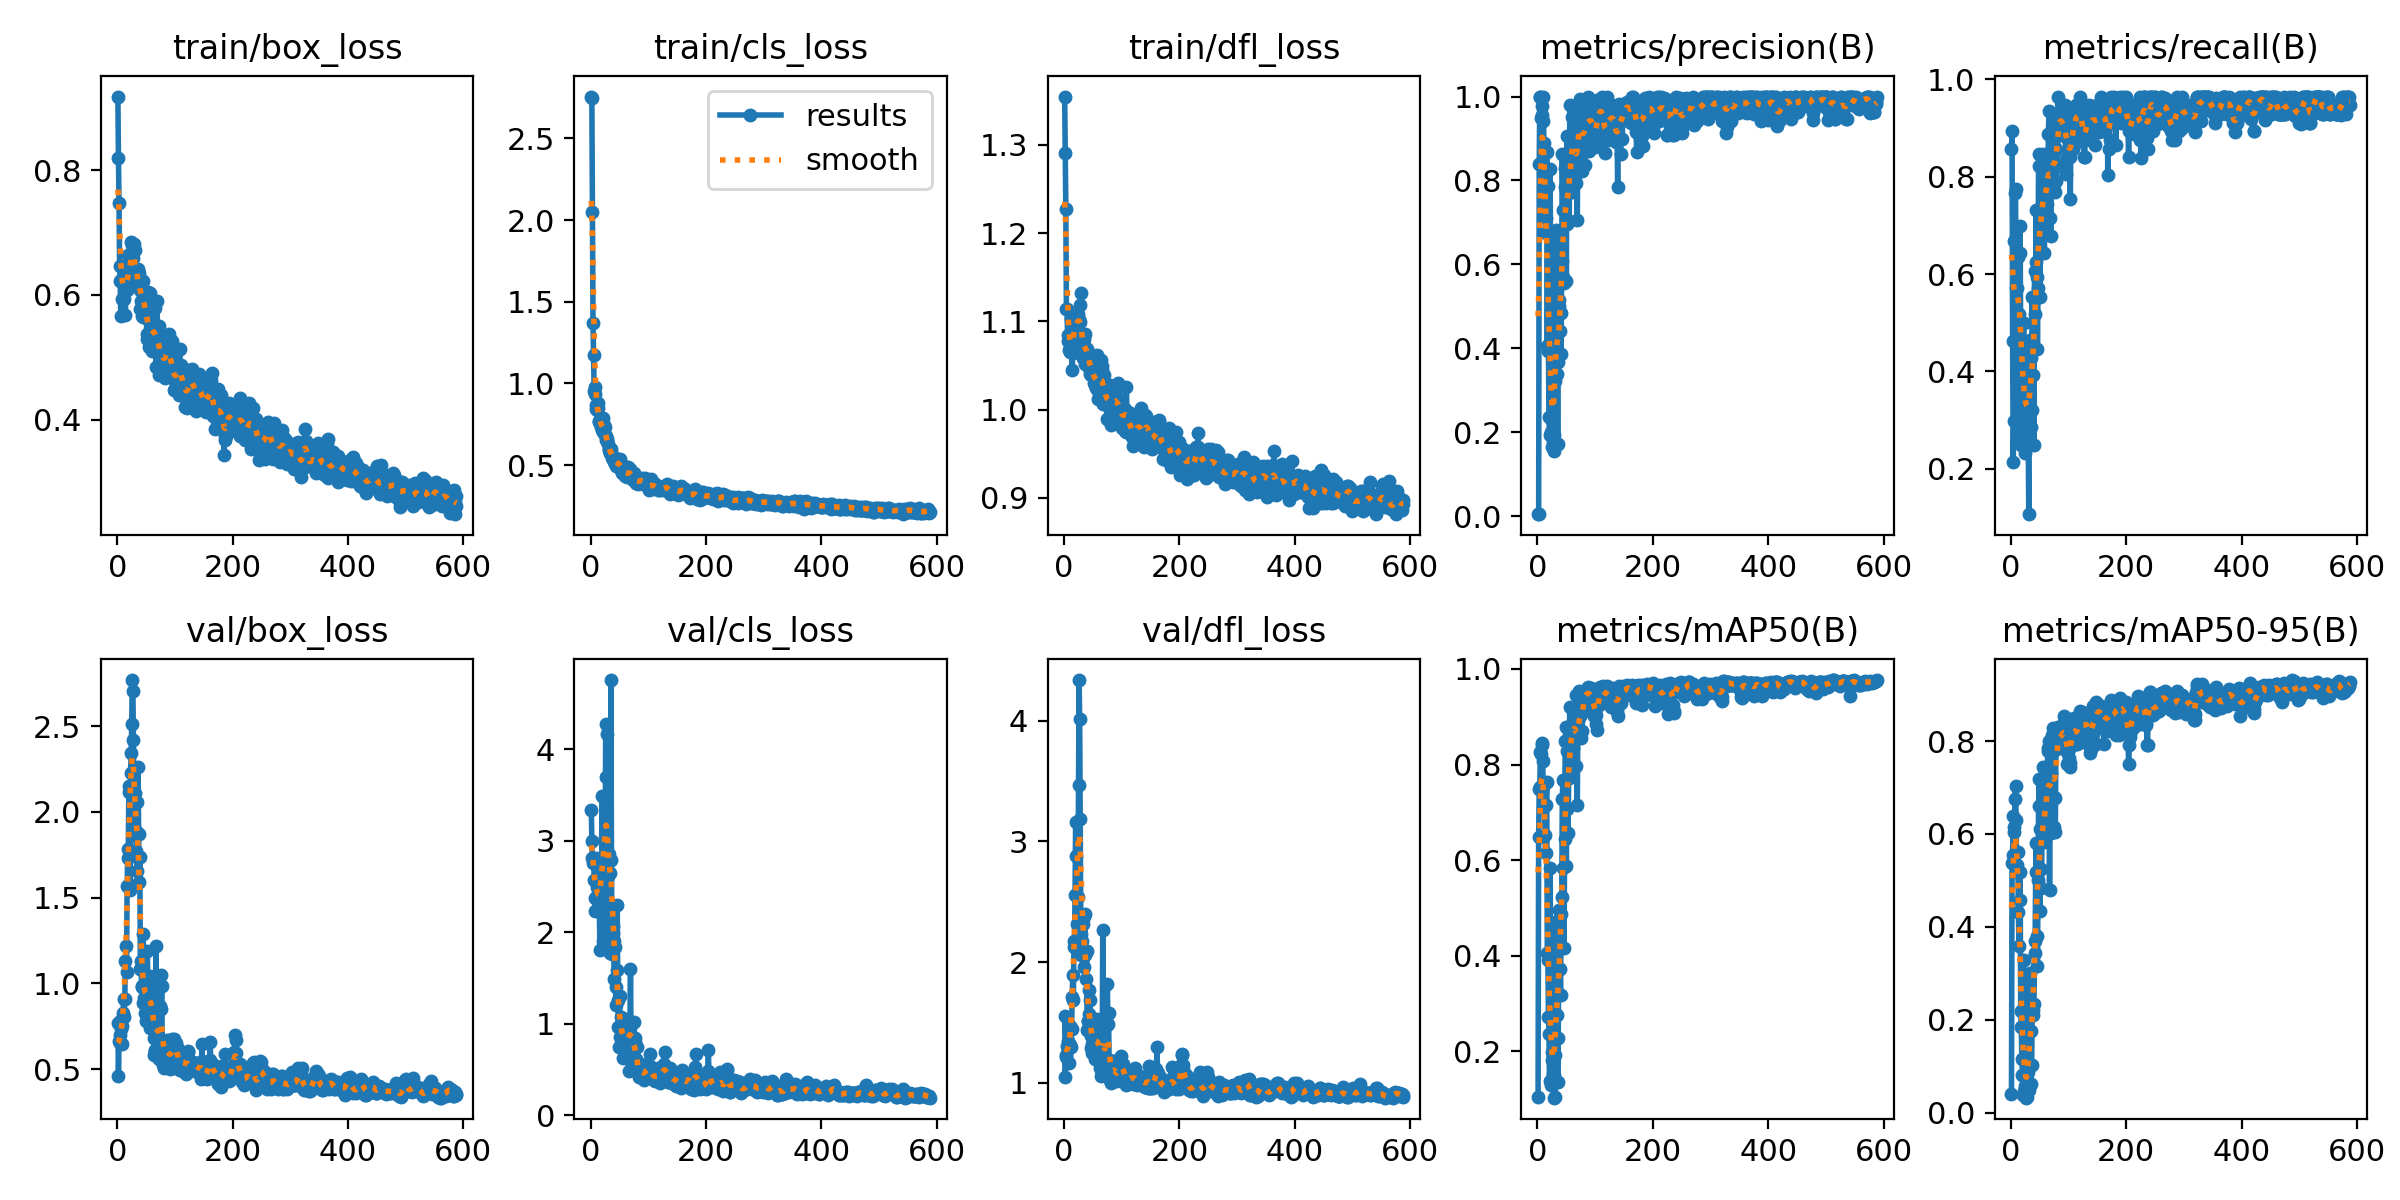 train/box_loss
0.8
0.6
0.4
0 200 400 600
train/cls_loss
results
smooth
2.5
2.0
1.5
1.0
0.5
0 200 400 600
train/dfl_loss
1.3
1.2
1.1
1.0
0.9
0 200 400 600
metrics/precision(B)
1.0
0.8
0.6
0.4
0.2
0.0
0 200 400 600
metrics/recall(B)
1.0
0.8
0.6
0.4
0.2
0 200 400 600
val/box_loss
2.5
2.0
1.5
1.0
0.5
0 200 400 600
val/cls_loss
4
3
2
1
0
0 200 400 600
val/dfl_loss
4
3
2
1
0 200 400 600
metrics/mAP50(B)
1.0
0.8
0.6
0.4
0.2
0 200 400 600
metrics/mAP50-95(B)
0.8
0.6
0.4
0.2
0.0
0 200 400 600